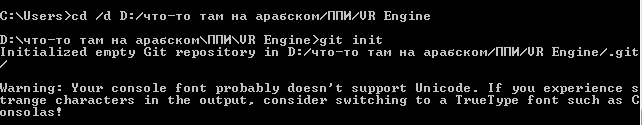 C:\Users>cd /d D:/что-то там на арабском/ППИ/VR Engine
D:\что-то там на арабском\ППИ\VR Engine>git init
Initialized empty Git repository in D:/что-то там на арабском/ППИ/VR Engine/.git
/
Warning: Your console font probably doesn't support Unicode. If you experience s
trange characters in the output, consider switching to a TrueType font such as C
onsolas!